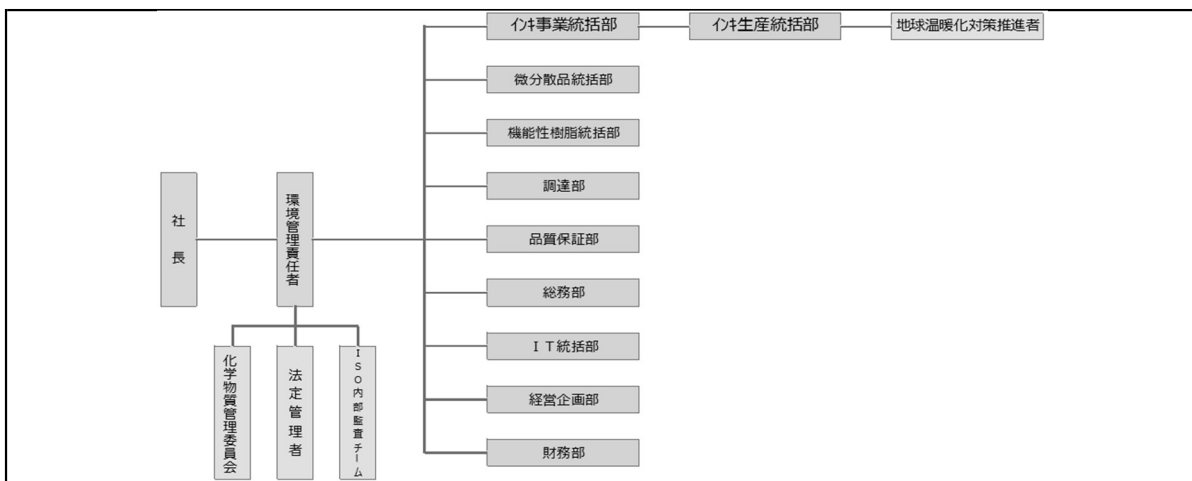 ｲﾝｷ事業統括部
ｲﾝｷ生産統括部
地球温暖化対策推進者
微分散品統括部
機能性樹脂統括部
調達部
品質保証部
総務部
ＩＴ統括部
経営企画部
財務部
社長
環境管理責任者
化学物質管理委員会
法定管理者
ＩＳＯ内部監査チーム